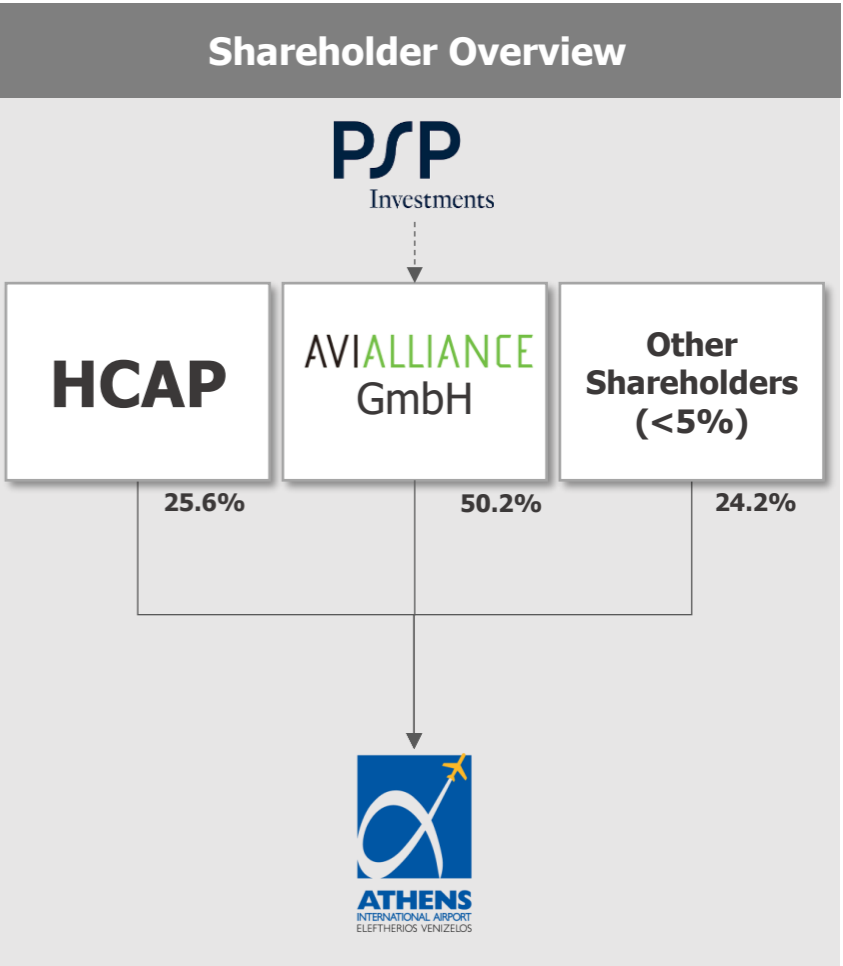 Shareholder Overview
PSP
Investments
HCAP
AVIALLIANCE
GmbH
Other
Shareholders
(<5%)
25.6%
50.2%
24.2%
ATHENS
INTERNATIONAL AIRPORT
ELEFTHERIOS VENIZELOS